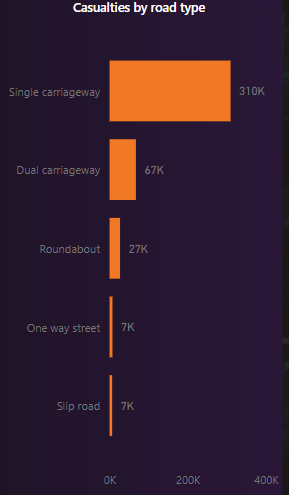 Casualties by road type
Single carriageway 310K
Dual carriageway 67K
Roundabout 27K
One way street 7K
Slip road 7K
0K 200K 400K